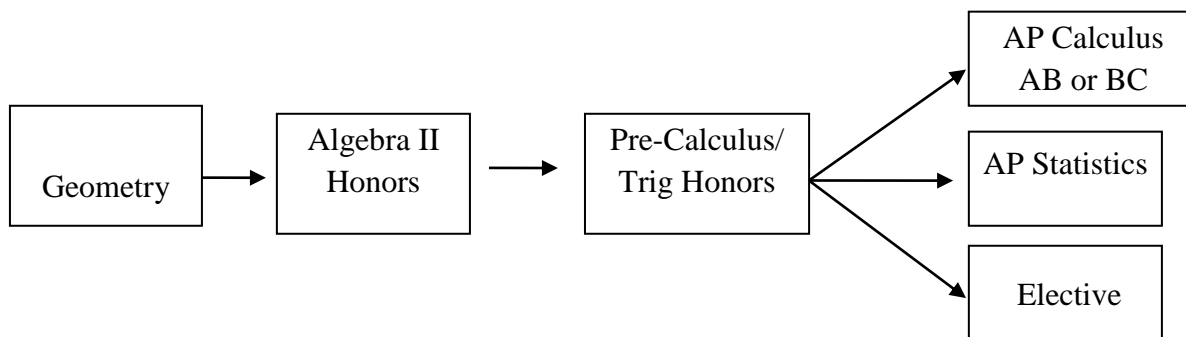 Geometry
Algebra II
Honors
Pre-Calculus/
Trig Honors
AP Calculus
AB or BC
AP Statistics
Elective